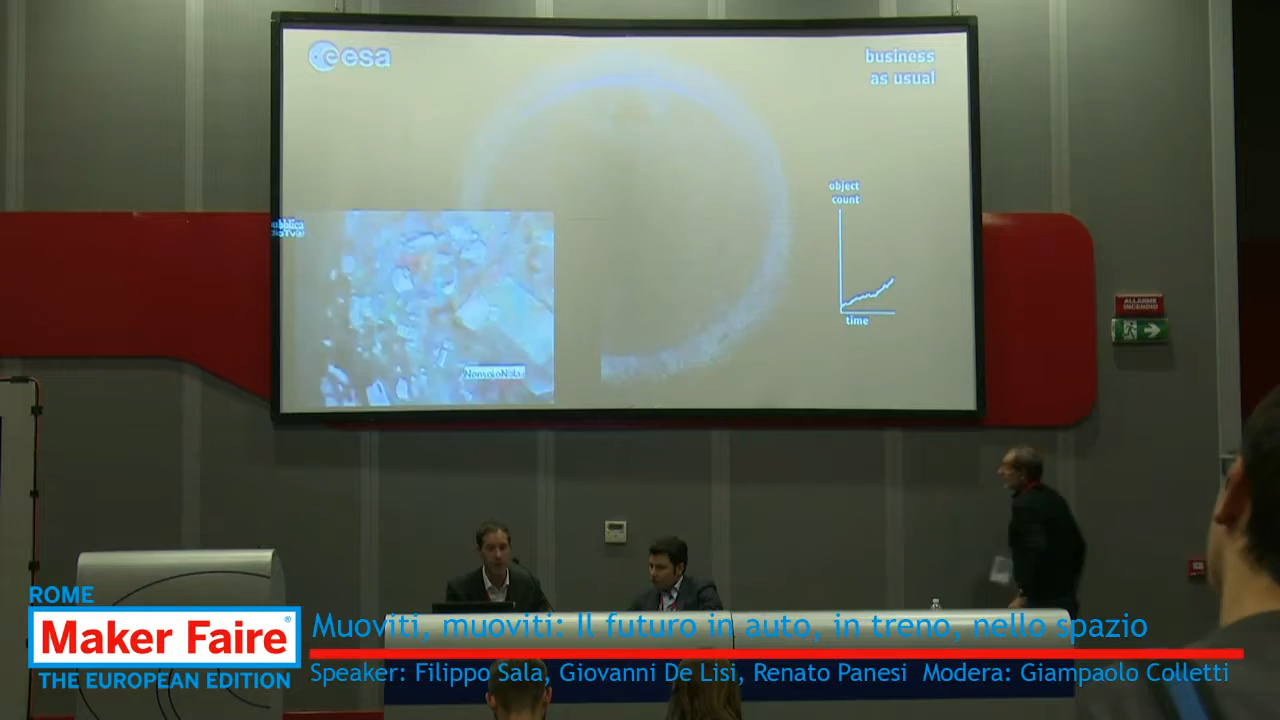 esa
business
as usual
object
count
time
NonsoloNola
ALLARME
INCENDIO
ROME
Maker Faire®
THE EUROPEAN EDITION
Muoviti, muoviti: Il futuro in auto, in treno, nello spazio
Speaker: Filippo Sala, Giovanni De Lisi, Renato Panesi Modera: Giampaolo Colletti